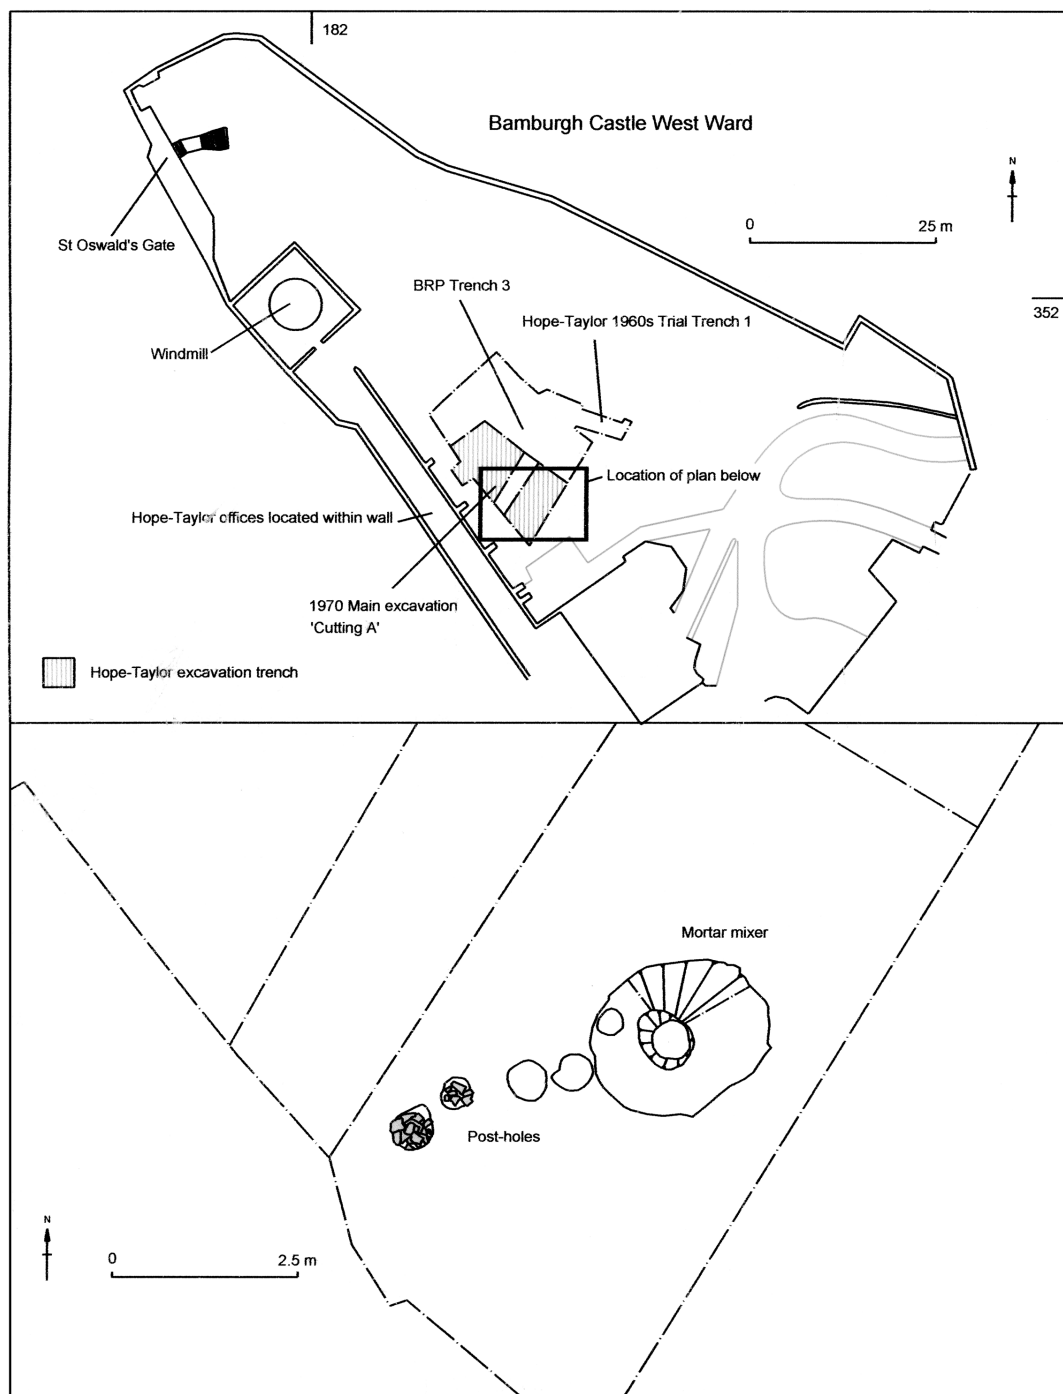 182
Bamburgh Castle West Ward
N
0 25 m
St Oswald's Gate
BRP Trench 3
352
Hope-Taylor 1960s Trial Trench 1
Windmill
Location of plan below
Hope-Taylor offices located within wall
1970 Main excavation
'Cutting A'
Hope-Taylor excavation trench
Mortar mixer
Post-holes
N
0 2.5 m